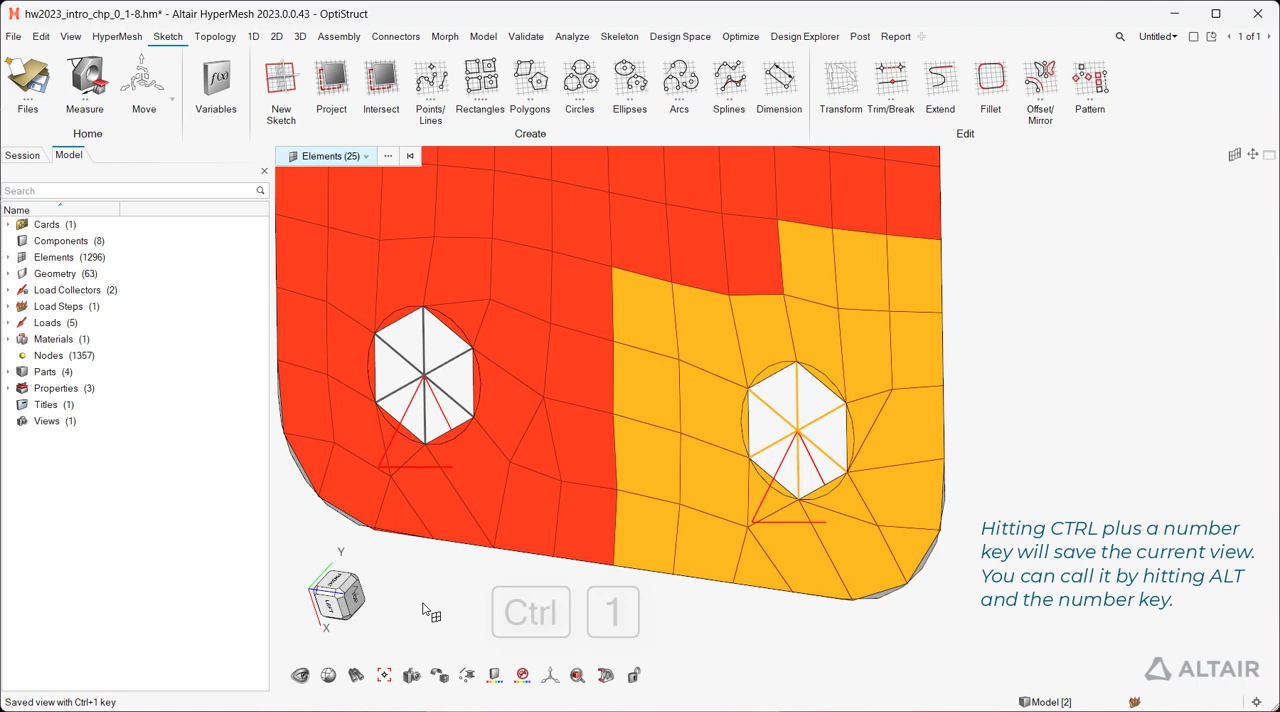 hw2023_intro_chp_0_1-8.hm* - Altair HyperMesh 2023.0.0.43 - OptiStruct
File Edit View HyperMesh Sketch Topology 1D 2D 3D Assembly Connectors Morph Model Validate Analyze Skeleton Design Space Optimize Design Explorer Post Report Untitled 1 of 1
Files Measure Move Variables New Sketch Project Intersect Points/Lines Rectangles Polygons Circles Ellipses Arcs Splines Dimension Transform Trim/Break Extend Fillet Offset/Mirror Pattern
Home Create Edit
Session Model
Elements (25)
Search
Name
Cards (1)
Components (8)
Elements (1296)
Geometry (63)
Load Collectors (2)
Load Steps (1)
Loads (5)
Materials (1)
Nodes (1357)
Parts (4)
Properties (3)
Titles (1)
Views (1)
Hitting CTRL plus a number
key will save the current view.
You can call it by hitting ALT
and the number key.
Y
LEFT
X
Ctrl 1
ALTAIR
Saved view with Ctrl+1 key
Model [2]